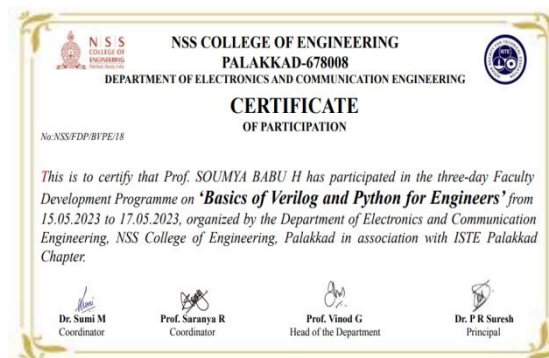 N S S
COLLEGE OF
ENGINEERING
NSS COLLEGE OF ENGINEERING
PALAKKAD-678008
DEPARTMENT OF ELECTRONICS AND COMMUNICATION ENGINEERING
CERTIFICATE
OF PARTICIPATION
No:NSS/FDP/BVPE/18
This is to certify that Prof. SOUMYA BABU H has participated in the three-day Faculty
Development Programme on ‘Basics of Verilog and Python for Engineers’ from
15.05.2023 to 17.05.2023, organized by the Department of Electronics and Communication
Engineering, NSS College of Engineering, Palakkad in association with ISTE Palakkad
Chapter.
Dr. Sumi M
Coordinator
Prof. Saranya R
Coordinator
Prof. Vinod G
Head of the Department
Dr. P R Suresh
Principal